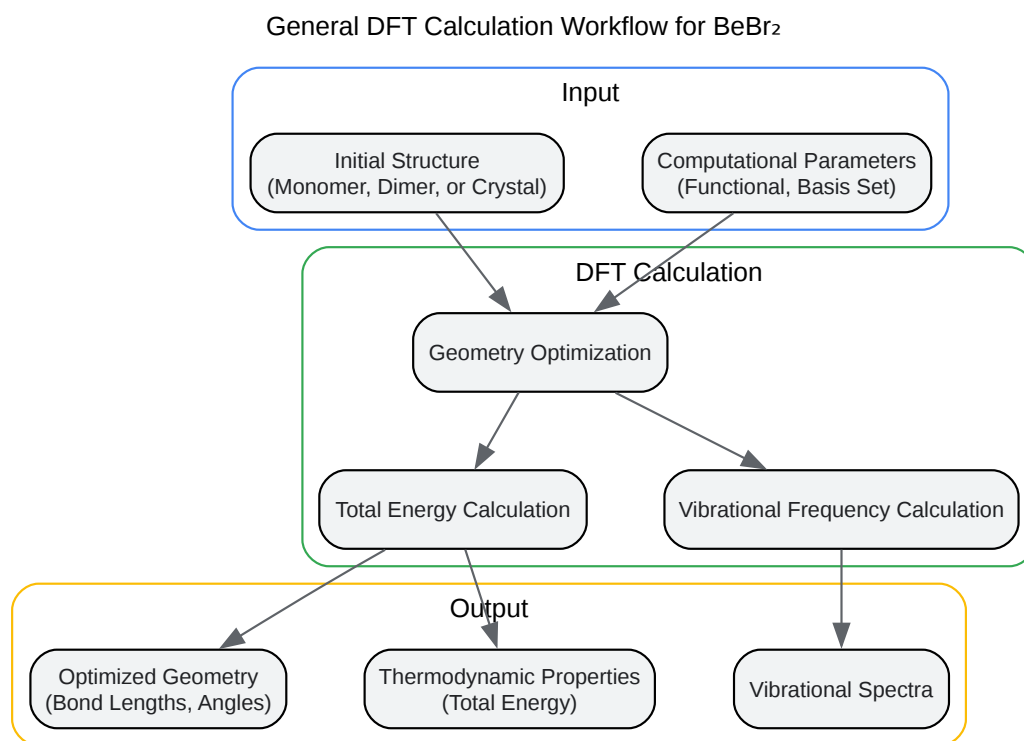 General DFT Calculation Workflow for BeBr₂
Input
Initial Structure
(Monomer, Dimer, or Crystal)
Computational Parameters
(Functional, Basis Set)
DFT Calculation
Geometry Optimization
Total Energy Calculation
Vibrational Frequency Calculation
Output
Optimized Geometry
(Bond Lengths, Angles)
Thermodynamic Properties
(Total Energy)
Vibrational Spectra